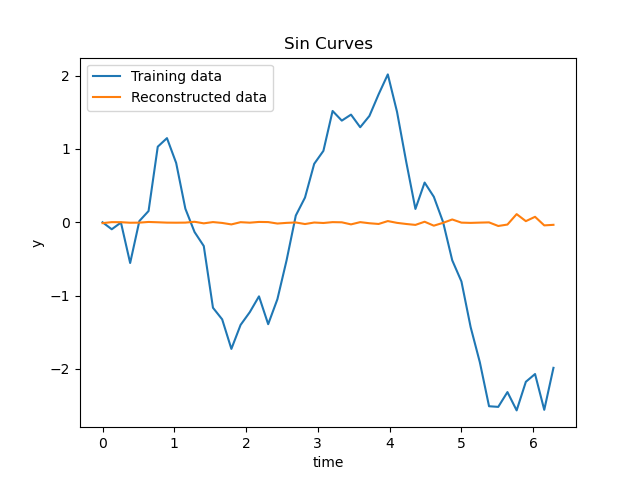 Sin Curves
Training data
Reconstructed data
2
1
0
−1
−2
y
0 1 2 3 4 5 6
time